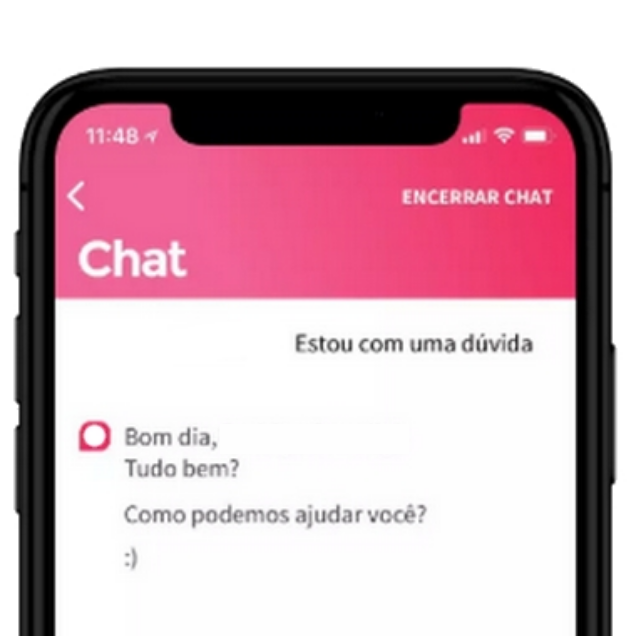 11:48
ENCERRAR CHAT
Chat
Estou com uma dúvida
Bom dia,
Tudo bem?
Como podemos ajudar você?
:)